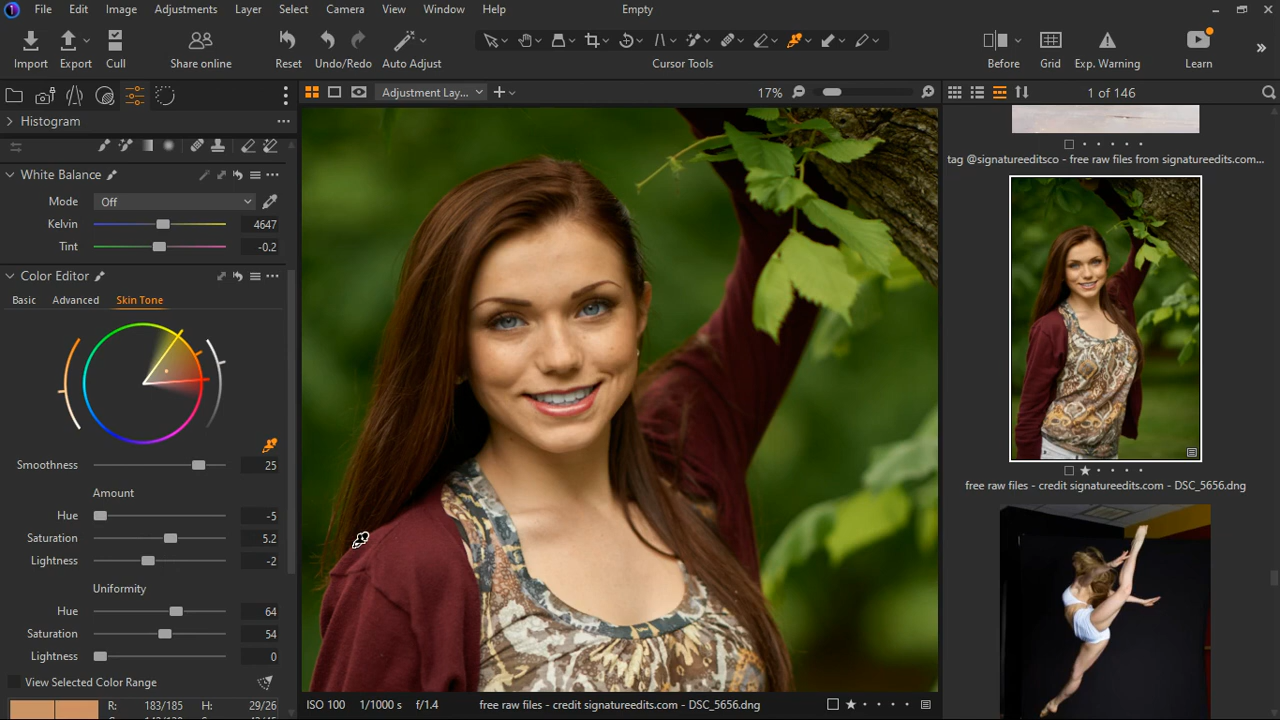 File Edit Image Adjustments Layer Select Camera View Window Help Empty
Import Export Cull Share online Reset Undo/Redo Auto Adjust Cursor Tools Before Grid Exp. Warning Learn
Adjustment Lay... 17% 1 of 146
Histogram
White Balance
Mode Off
Kelvin 4647
Tint -0.2
Color Editor
Basic Advanced Skin Tone
Smoothness 25
Amount
Hue -5
Saturation 5.2
Lightness -2
Uniformity
Hue 64
Saturation 54
Lightness 0
View Selected Color Range
R: 183/185 H: 29/26
ISO 100 1/1000 s f/1.4 free raw files - credit signatureedits.com - DSC_5656.dng
tag @signatureeditsco - free raw files from signatureedits.com...
free raw files - credit signatureedits.com - DSC_5656.dng